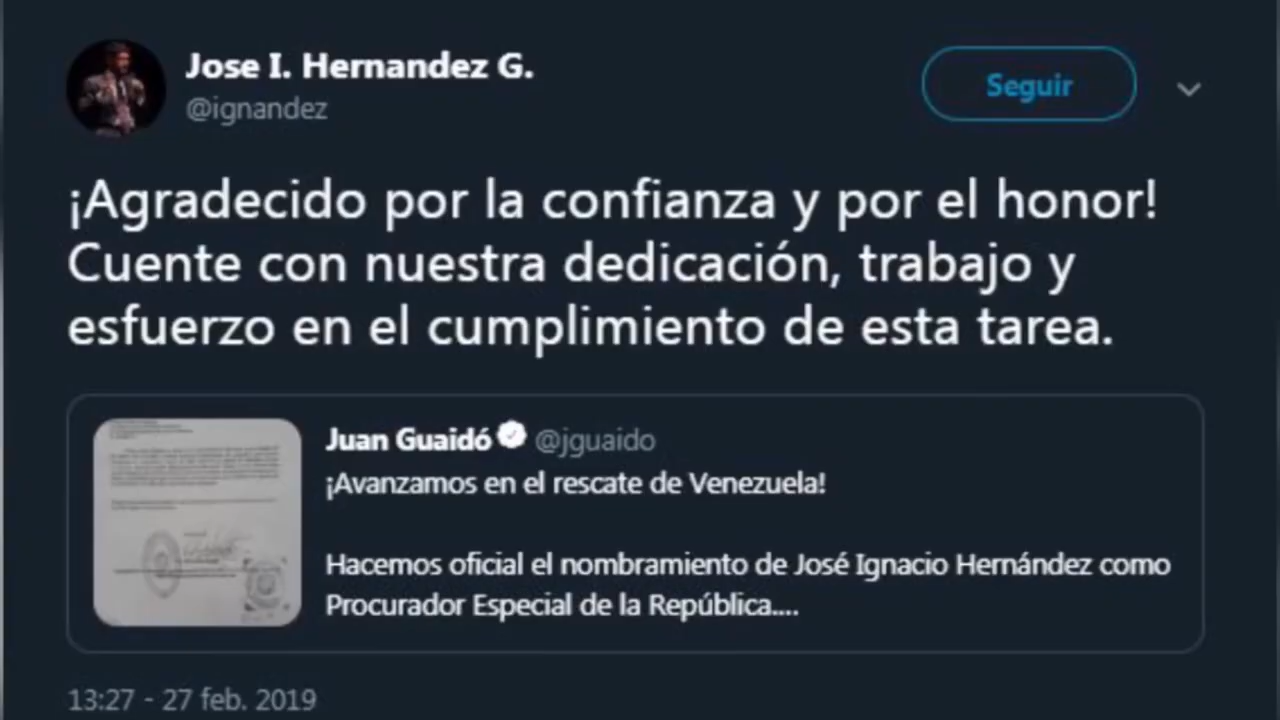 Jose I. Hernandez G.
@ignandez
Seguir
¡Agradecido por la confianza y por el honor!
Cuente con nuestra dedicación, trabajo y
esfuerzo en el cumplimiento de esta tarea.
Juan Guaidó @jguaido
¡Avanzamos en el rescate de Venezuela!
Hacemos oficial el nombramiento de José Ignacio Hernández como
Procurador Especial de la República....
13:27 - 27 feb. 2019